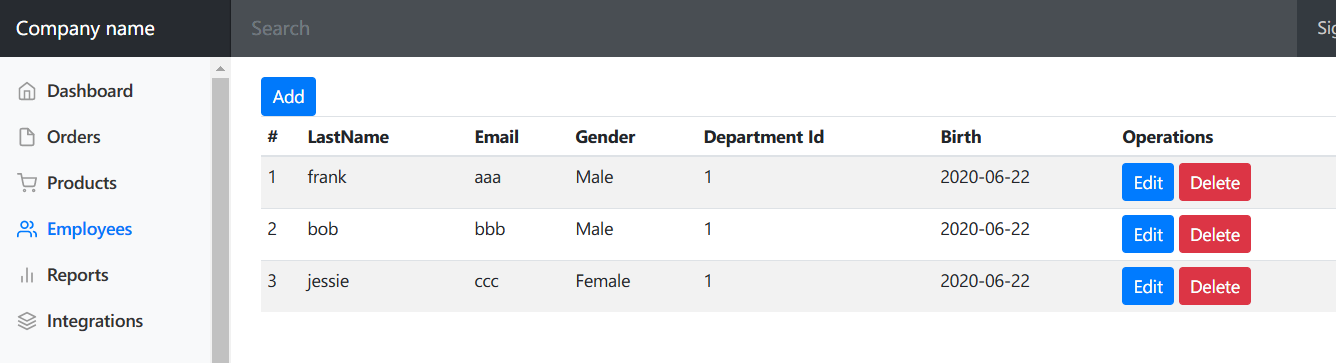 Company name
Search
Dashboard
Orders
Products
Employees
Reports
Integrations
Add
# LastName Email Gender Department Id Birth Operations
1 frank aaa Male 1 2020-06-22 Edit Delete
2 bob bbb Male 1 2020-06-22 Edit Delete
3 jessie ccc Female 1 2020-06-22 Edit Delete